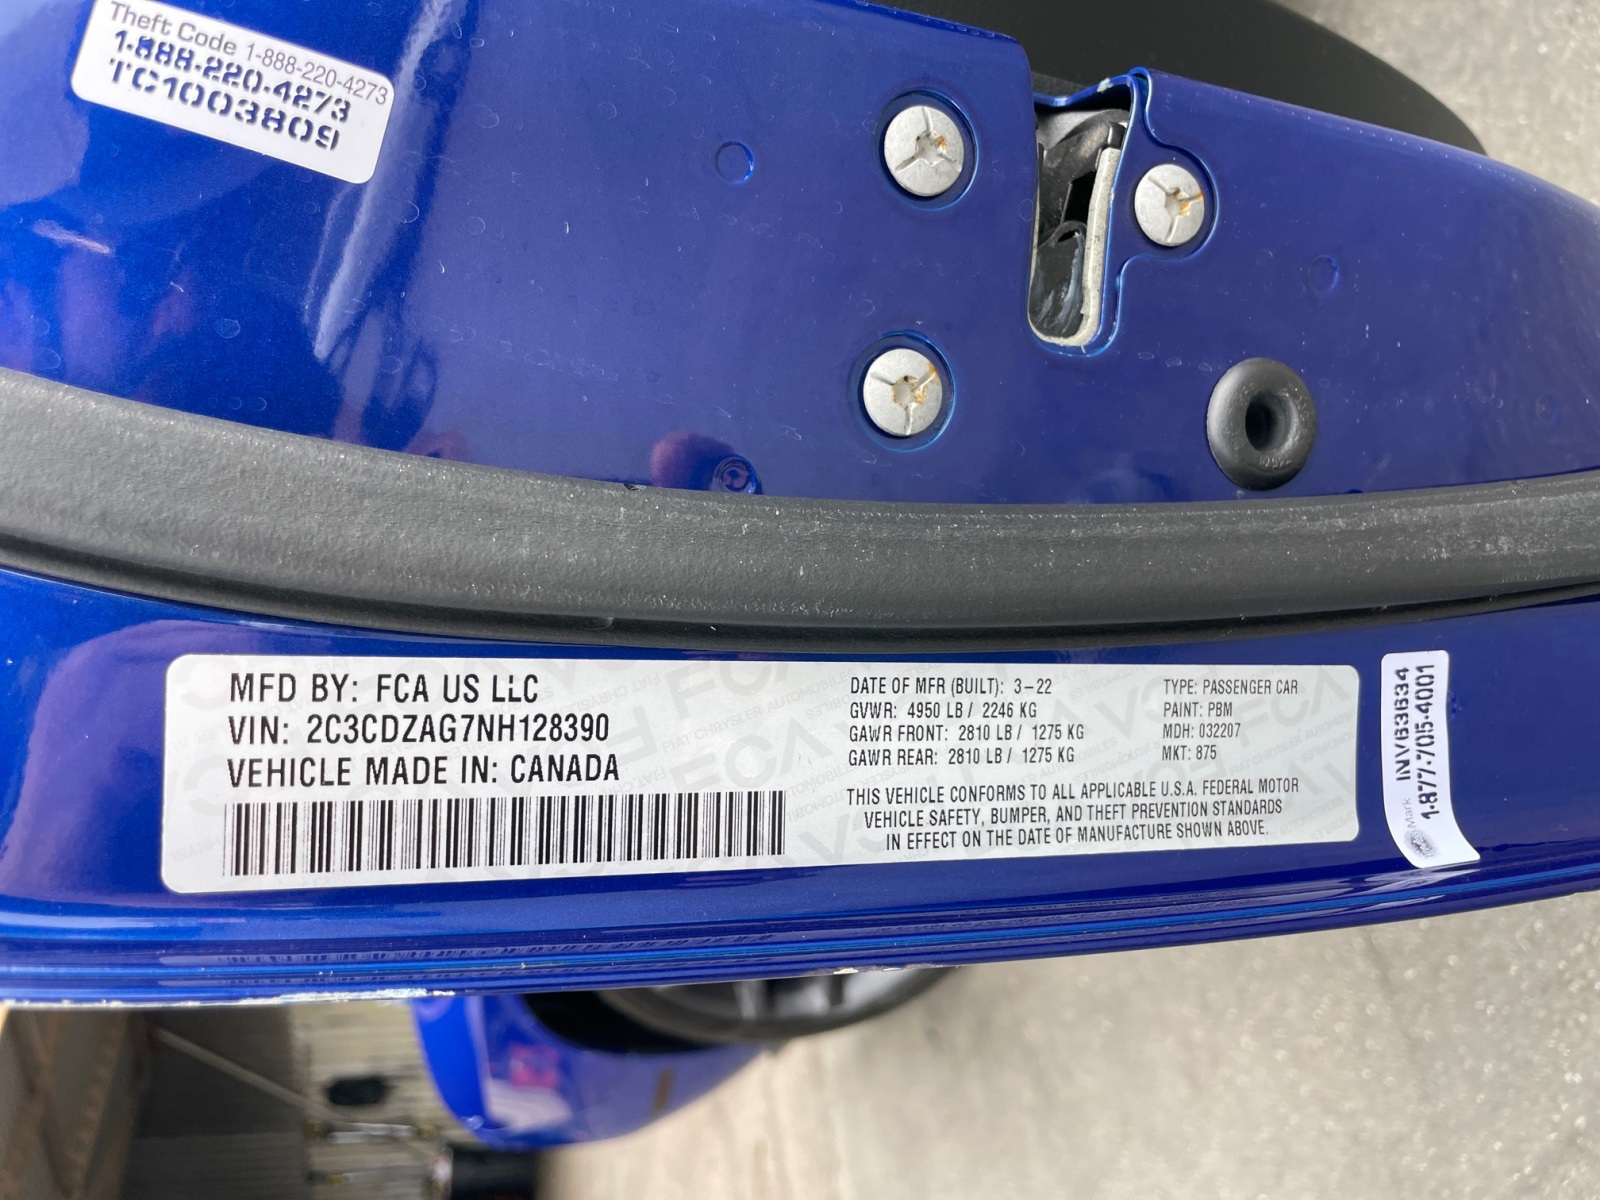 Theft Code 1-888-220-4273
1-888-220-4273
TC1003809
MFD BY: FCA US LLC
VIN: 2C3CDZAG7NH128390
VEHICLE MADE IN: CANADA
DATE OF MFR (BUILT): 3-22
GVWR: 4950 LB / 2246 KG
GAWR FRONT: 2810 LB / 1275 KG
GAWR REAR: 2810 LB / 1275 KG
TYPE: PASSENGER CAR
PAINT: PBM
MDH: 032207
MKT: 875
THIS VEHICLE CONFORMS TO ALL APPLICABLE U.S.A. FEDERAL MOTOR
VEHICLE SAFETY, BUMPER, AND THEFT PREVENTION STANDARDS
IN EFFECT ON THE DATE OF MANUFACTURE SHOWN ABOVE.
INV636334
1-877-705-4001